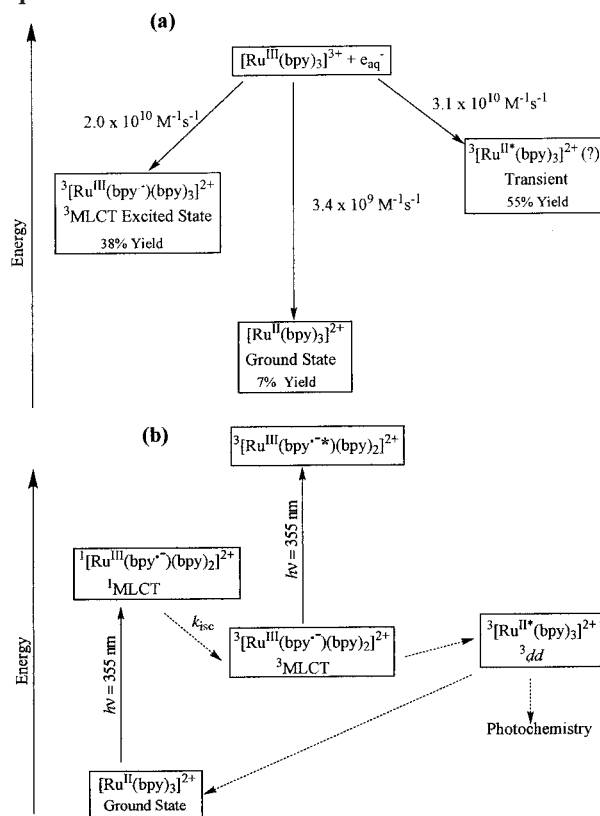 (a)
[Ru^III(bpy)3]^3+ + e_aq^-
2.0 x 10^10 M^-1s^-1
3.1 x 10^10 M^-1s^-1
^3[Ru^III(bpy^·-)(bpy)3]^2+
^3MLCT Excited State
38% Yield
^3[Ru^II*(bpy)3]^2+ (?)
Transient
55% Yield
3.4 x 10^9 M^-1s^-1
Energy
[Ru^II(bpy)3]^2+
Ground State
7% Yield
(b)
^3[Ru^III(bpy^·-*)(bpy)2]^2+
hν = 355 nm
^1[Ru^III(bpy^·-)(bpy)2]^2+
^1MLCT
k_isc
^3[Ru^III(bpy^·-)(bpy)2]^2+
^3MLCT
^3[Ru^II*(bpy)3]^2+
^3dd
Energy
hν = 355 nm
Photochemistry
[Ru^II(bpy)3]^2+
Ground State